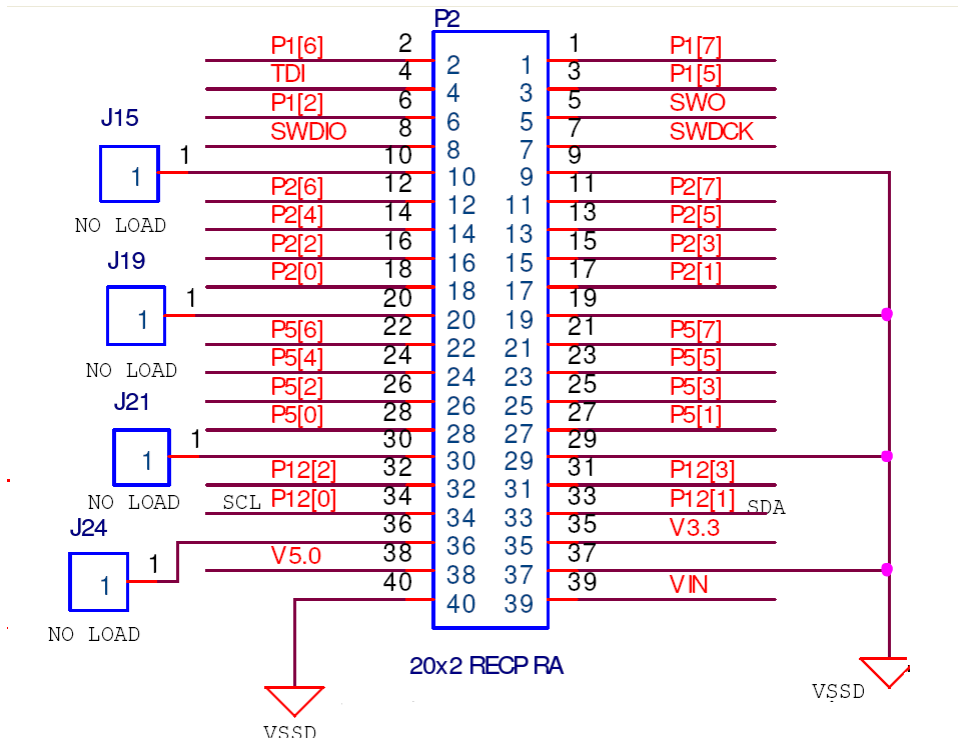 P2
P1[6] 2 2 1 1 P1[7]
TDI 4 4 3 3 P1[5]
P1[2] 6 6 5 5 SWO
J15
SWDIO 8 8 7 7 SWDCK
1 1 10 10 9 9
NO LOAD
P2[6] 12 12 11 11 P2[7]
P2[4] 14 14 13 13 P2[5]
P2[2] 16 16 15 15 P2[3]
J19
P2[0] 18 18 17 17 P2[1]
1 1 20 20 19 19
NO LOAD
P5[6] 22 22 21 21 P5[7]
P5[4] 24 24 23 23 P5[5]
P5[2] 26 26 25 25 P5[3]
J21
P5[0] 28 28 27 27 P5[1]
1 1 30 30 29 29
NO LOAD
P12[2] 32 32 31 31 P12[3]
SCL P12[0] 34 34 33 33 P12[1] SDA
J24
1 1 36 36 35 35 V3.3
NO LOAD
V5.0 38 38 37 37
40 40 39 39 VIN
20x2 RECP RA
VSSD
VSSD